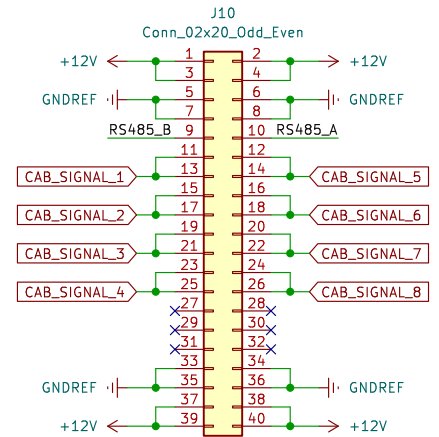 J10
Conn_02x20_Odd_Even
+12V 1 2 +12V
3 4
GNDREF 5 6 GNDREF
7 8
RS485_B 9 10 RS485_A
11 12
CAB_SIGNAL_1 13 14 CAB_SIGNAL_5
15 16
CAB_SIGNAL_2 17 18 CAB_SIGNAL_6
19 20
CAB_SIGNAL_3 21 22 CAB_SIGNAL_7
23 24
CAB_SIGNAL_4 25 26 CAB_SIGNAL_8
27 28
29 30
31 32
33 34
GNDREF 35 36 GNDREF
37 38
+12V 39 40 +12V